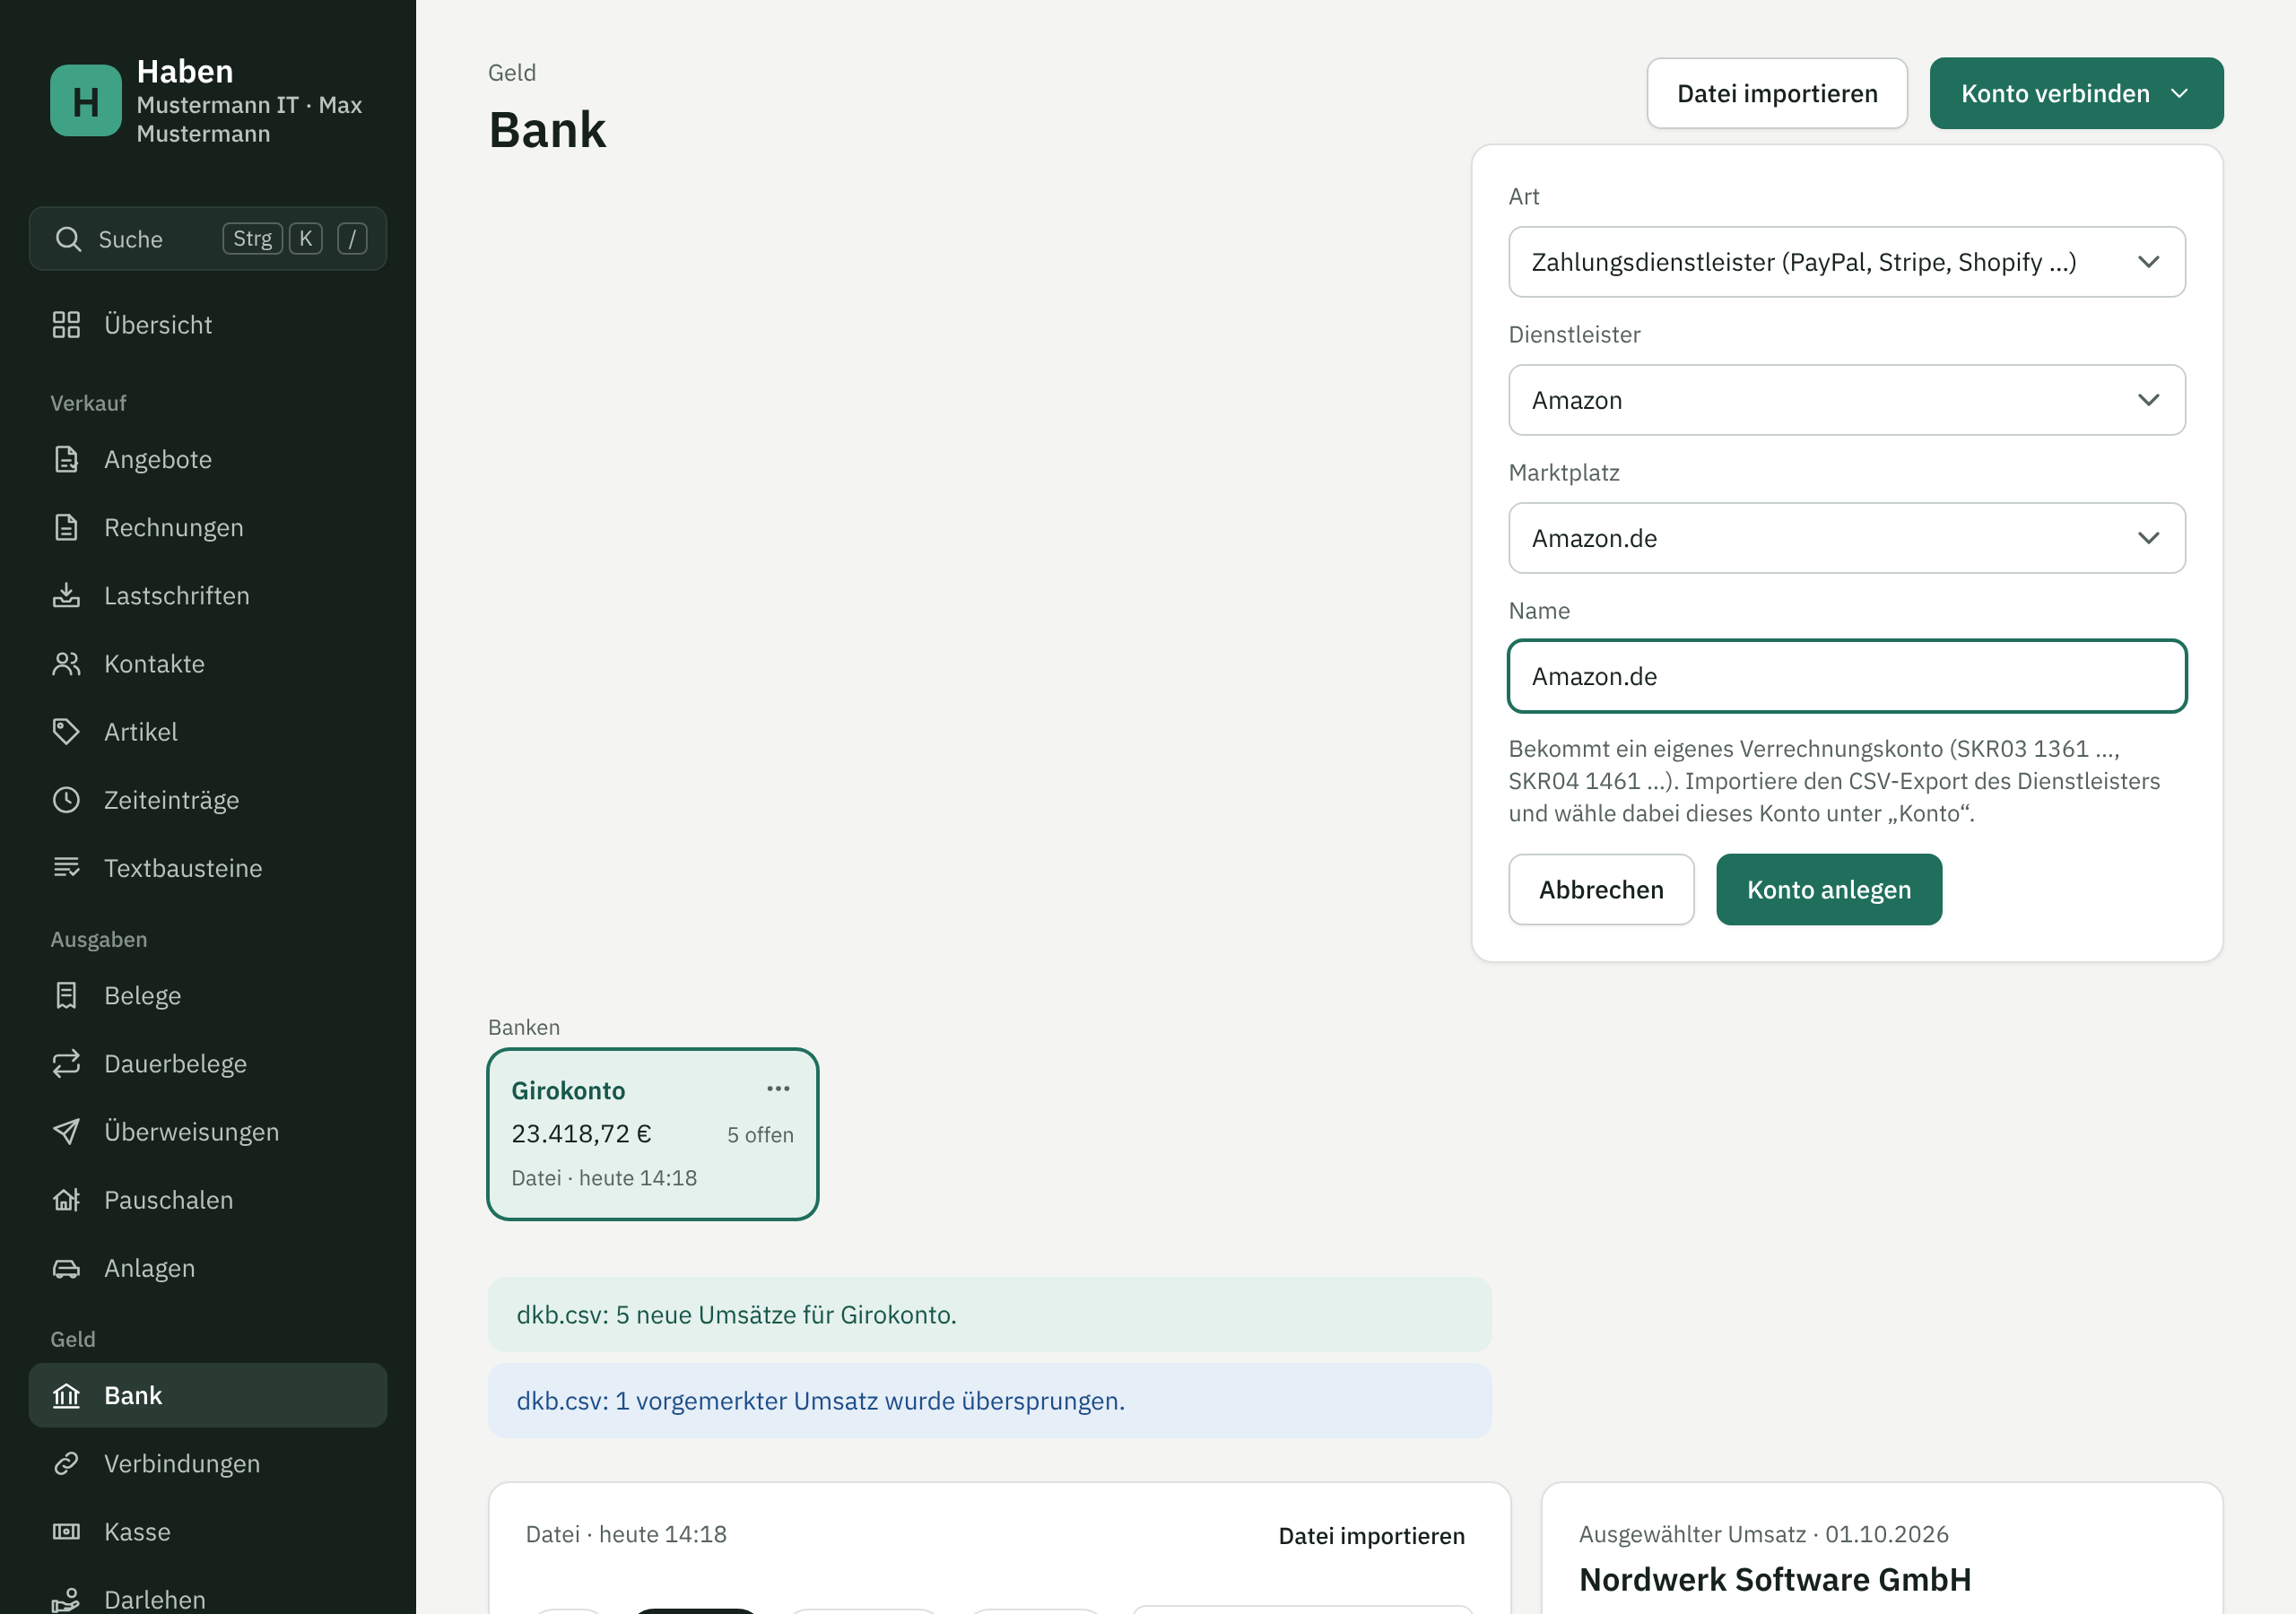 H
Haben
Mustermann IT · Max
Mustermann
Suche
Strg K /
Übersicht
Verkauf
Angebote
Rechnungen
Lastschriften
Kontakte
Artikel
Zeiteinträge
Textbausteine
Ausgaben
Belege
Dauerbelege
Überweisungen
Pauschalen
Anlagen
Geld
Bank
Verbindungen
Kasse
Darlehen
Geld
Bank
Datei importieren
Konto verbinden
Art
Zahlungsdienstleister (PayPal, Stripe, Shopify ...)
Dienstleister
Amazon
Marktplatz
Amazon.de
Name
Amazon.de
Bekommt ein eigenes Verrechnungskonto (SKR03 1361 ...,
SKR04 1461 ...). Importiere den CSV-Export des Dienstleisters
und wähle dabei dieses Konto unter „Konto“.
Abbrechen
Konto anlegen
Banken
Girokonto
23.418,72 €
5 offen
Datei · heute 14:18
dkb.csv: 5 neue Umsätze für Girokonto.
dkb.csv: 1 vorgemerkter Umsatz wurde übersprungen.
Datei · heute 14:18
Datei importieren
Ausgewählter Umsatz · 01.10.2026
Nordwerk Software GmbH